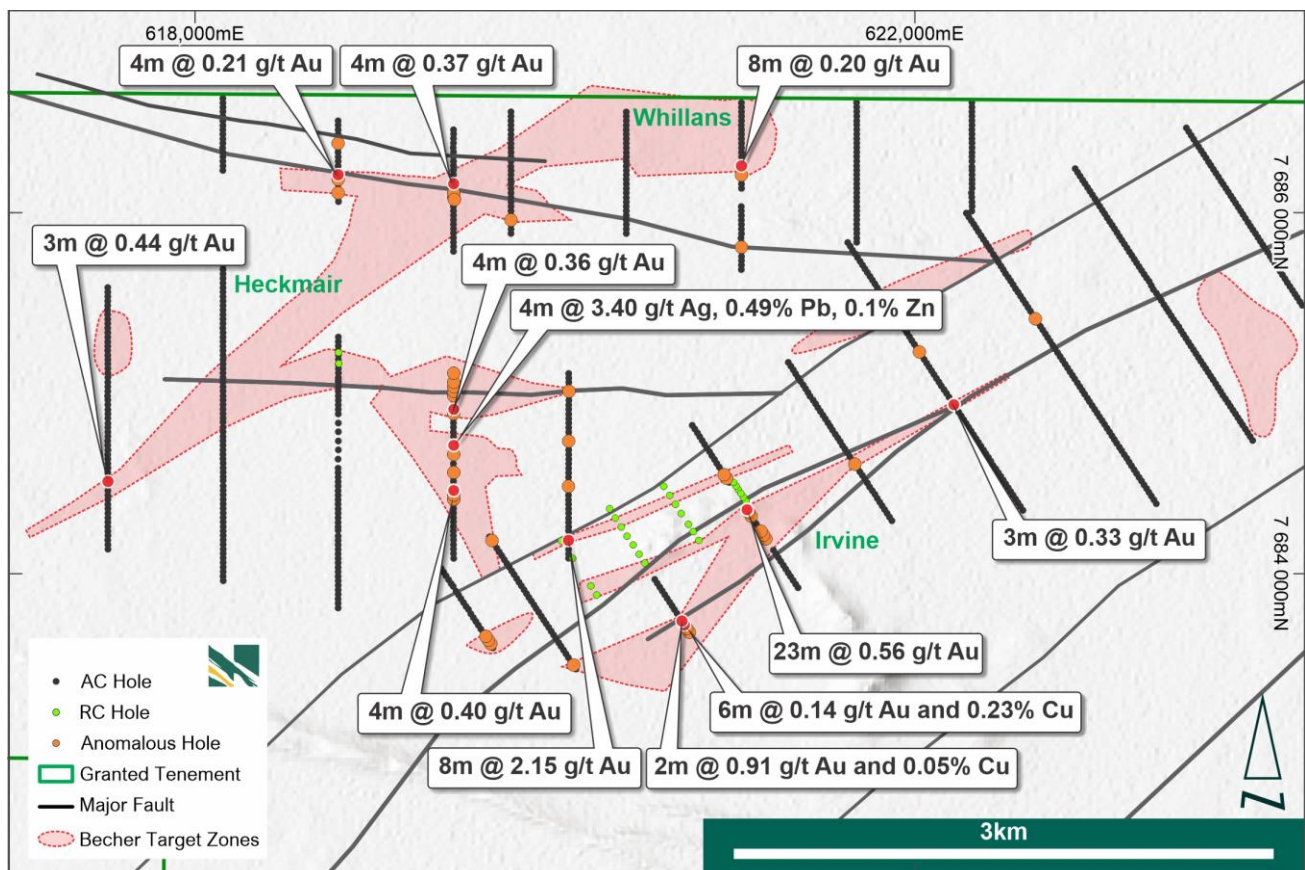 618,000mE
622,000mE
4m @ 0.21 g/t Au
4m @ 0.37 g/t Au
8m @ 0.20 g/t Au
Whillans
7 686 000mN
3m @ 0.44 g/t Au
4m @ 0.36 g/t Au
Heckmair
4m @ 3.40 g/t Ag, 0.49% Pb, 0.1% Zn
Irvine
3m @ 0.33 g/t Au
7 684 000mN
23m @ 0.56 g/t Au
4m @ 0.40 g/t Au
6m @ 0.14 g/t Au and 0.23% Cu
8m @ 2.15 g/t Au
2m @ 0.91 g/t Au and 0.05% Cu
AC Hole
RC Hole
Anomalous Hole
Granted Tenement
Major Fault
Becher Target Zones
Z
3km